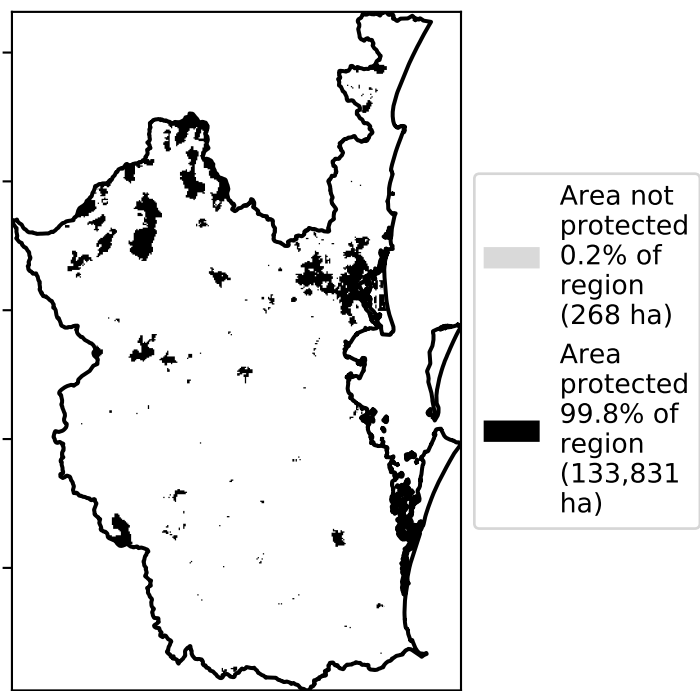 Area not
protected
0.2% of
region
(268 ha)
Area
protected
99.8% of
region
(133,831
ha)